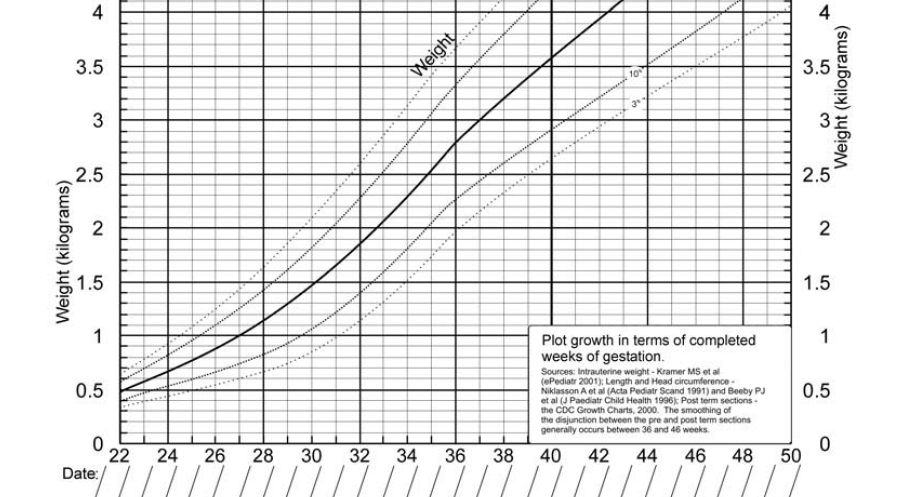 4
4
Weight
3.5
3.5
10%
3%
3
3
2.5
2.5
2
2
1.5
1.5
1
1
0.5
0.5
0
0
Weight (kilograms)
Weight (kilograms)
Plot growth in terms of completed
weeks of gestation.
Sources: Intrauterine weight - Kramer MS et al
(ePediatr 2001); Length and Head circumference -
Niklasson A et al (Acta Pediatr Scand 1991) and Beeby PJ
et al (J Paediatr Child Health 1996); Post term sections -
the CDC Growth Charts, 2000. The smoothing of
the disjunction between the pre and post term sections
generally occurs between 36 and 46 weeks.
22 24 26 28 30 32 34 36 38 40 42 44 46 48 50
Date: